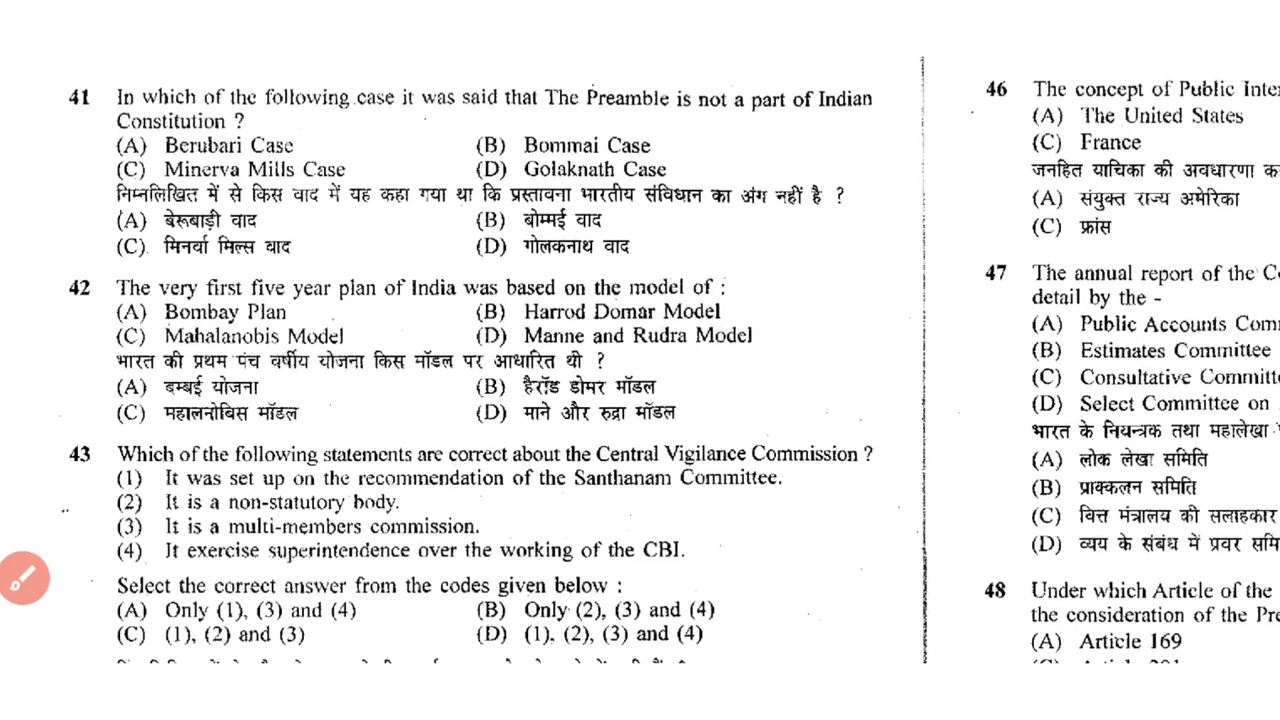 41 In which of the following case it was said that The Preamble is not a part of Indian
Constitution ?
(A) Berubari Case (B) Bommai Case
(C) Minerva Mills Case (D) Golaknath Case
निम्नलिखित में से किस वाद में यह कहा गया था कि प्रस्तावना भारतीय संविधान का अंग नहीं है ?
(A) बेरूबाड़ी वाद (B) बोम्मई वाद
(C) मिनर्वा मिल्स वाद (D) गोलकनाथ वाद
42 The very first five year plan of India was based on the model of :
(A) Bombay Plan (B) Harrod Domar Model
(C) Mahalanobis Model (D) Manne and Rudra Model
भारत की प्रथम पंच वर्षीय योजना किस मॉडल पर आधारित थी ?
(A) बम्बई योजना (B) हैरॉड डोमर मॉडल
(C) महालनोबिस मॉडल (D) माने और रुद्रा मॉडल
43 Which of the following statements are correct about the Central Vigilance Commission ?
(1) It was set up on the recommendation of the Santhanam Committee.
(2) It is a non-statutory body.
(3) It is a multi-members commission.
(4) It exercise superintendence over the working of the CBI.
Select the correct answer from the codes given below :
(A) Only (1), (3) and (4) (B) Only (2), (3) and (4)
(C) (1), (2) and (3) (D) (1), (2), (3) and (4)
46 The concept of Public
(A) The United States
(C) France
जनहित याचिका की अवधारणा
(A) संयुक्त राज्य अमेरिका
(C) फ्रांस
47 The annual report of the
detail by the -
(A) Public Accounts
(B) Estimates Committee
(C) Consultative
(D) Select Committee on
भारत के नियन्त्रक तथा महालेखा
(A) लोक लेखा समिति
(B) प्राक्कलन समिति
(C) वित्त मंत्रालय की सलाहकार
(D) व्यय के संबंध में प्रवर
48 Under which Article of the
the consideration of the
(A) Article 169